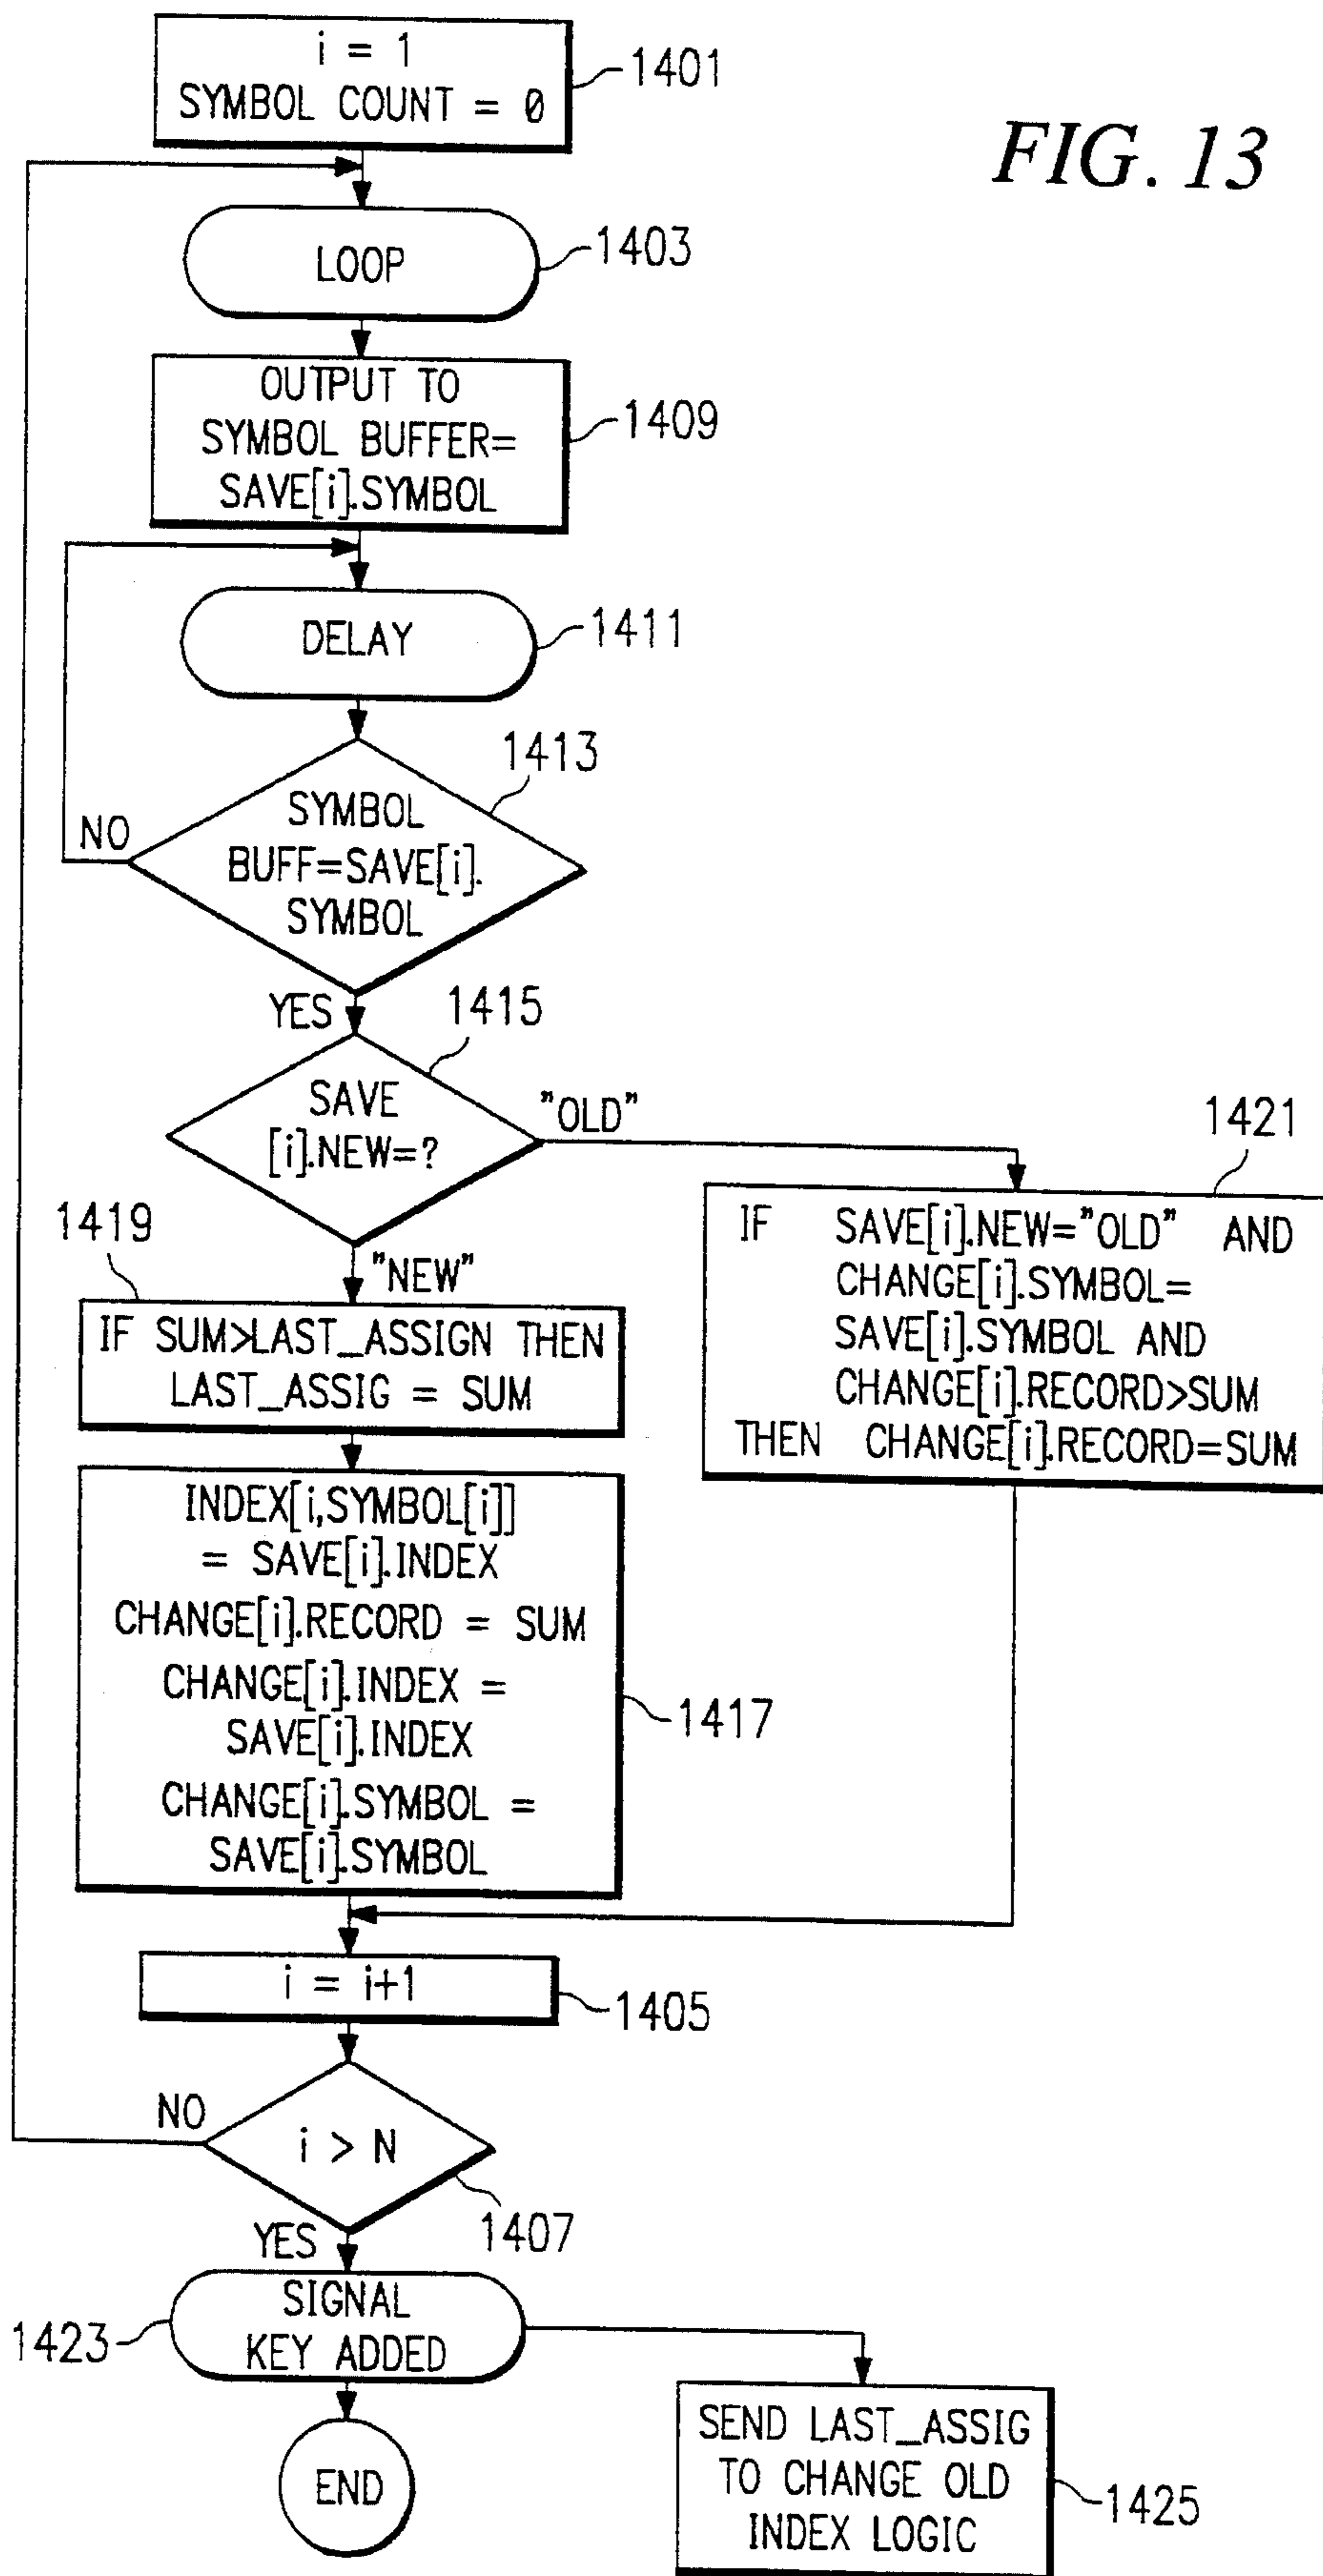 i = 1
SYMBOL COUNT = 0
1401
FIG. 13
LOOP
1403
OUTPUT TO
SYMBOL BUFFER=
SAVE[i].SYMBOL
1409
DELAY
1411
1413
SYMBOL
BUFF=SAVE[i].
SYMBOL
NO
YES
1415
SAVE
[i].NEW=?
"OLD"
1421
IF SAVE[i].NEW="OLD" AND
CHANGE[i].SYMBOL=
SAVE[i].SYMBOL AND
CHANGE[i].RECORD>SUM
THEN CHANGE[i].RECORD=SUM
1419
"NEW"
IF SUM>LAST_ASSIGN THEN
LAST_ASSIG = SUM
INDEX[i,SYMBOL[i]]
= SAVE[i].INDEX
CHANGE[i].RECORD = SUM
CHANGE[i].INDEX =
SAVE[i].INDEX
CHANGE[i].SYMBOL =
SAVE[i].SYMBOL
1417
i = i+1
1405
NO
i > N
1407
YES
SIGNAL
KEY ADDED
1423
END
SEND LAST_ASSIG
TO CHANGE OLD
INDEX LOGIC
1425